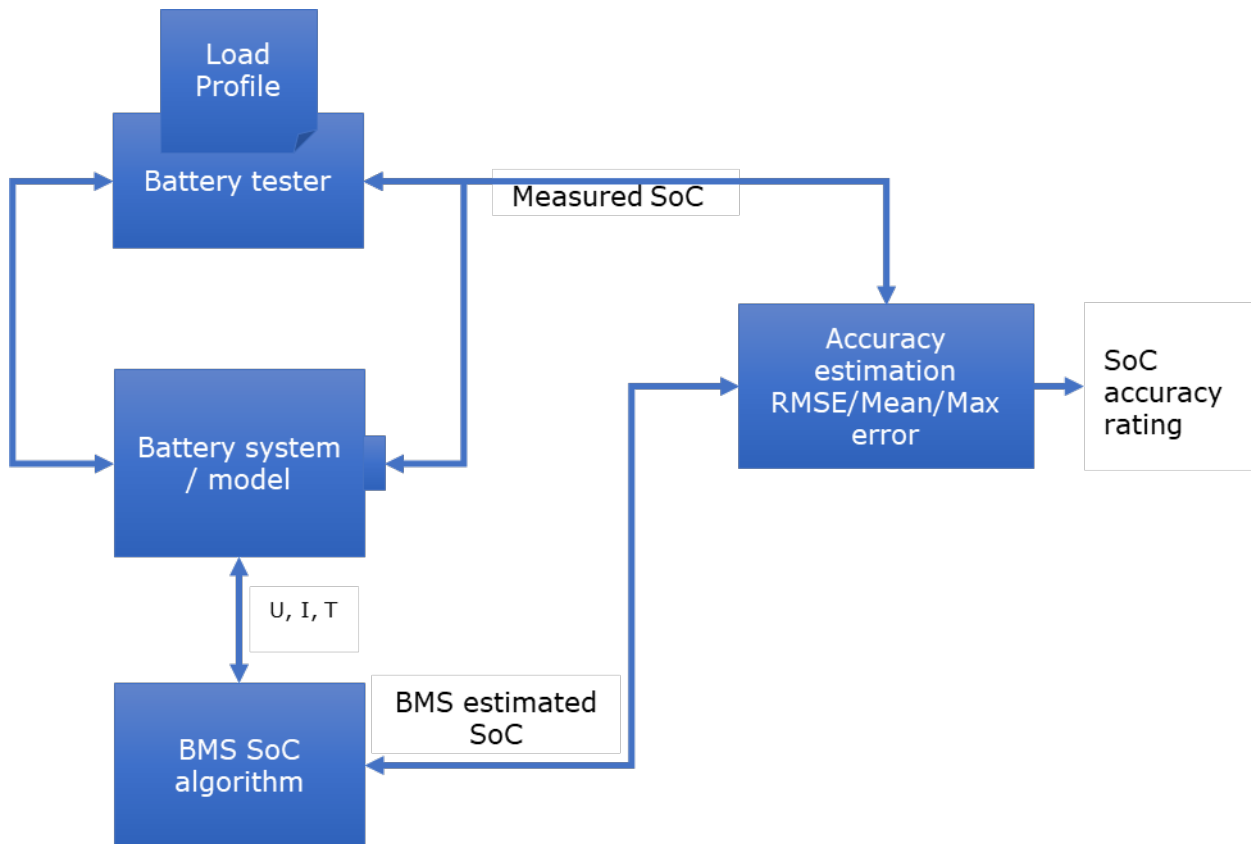 Load
Profile
Battery tester
Measured SoC
Accuracy
estimation
RMSE/Mean/Max
error
SoC
accuracy
rating
Battery system
/ model
U, I, T
BMS estimated
SoC
BMS SoC
algorithm